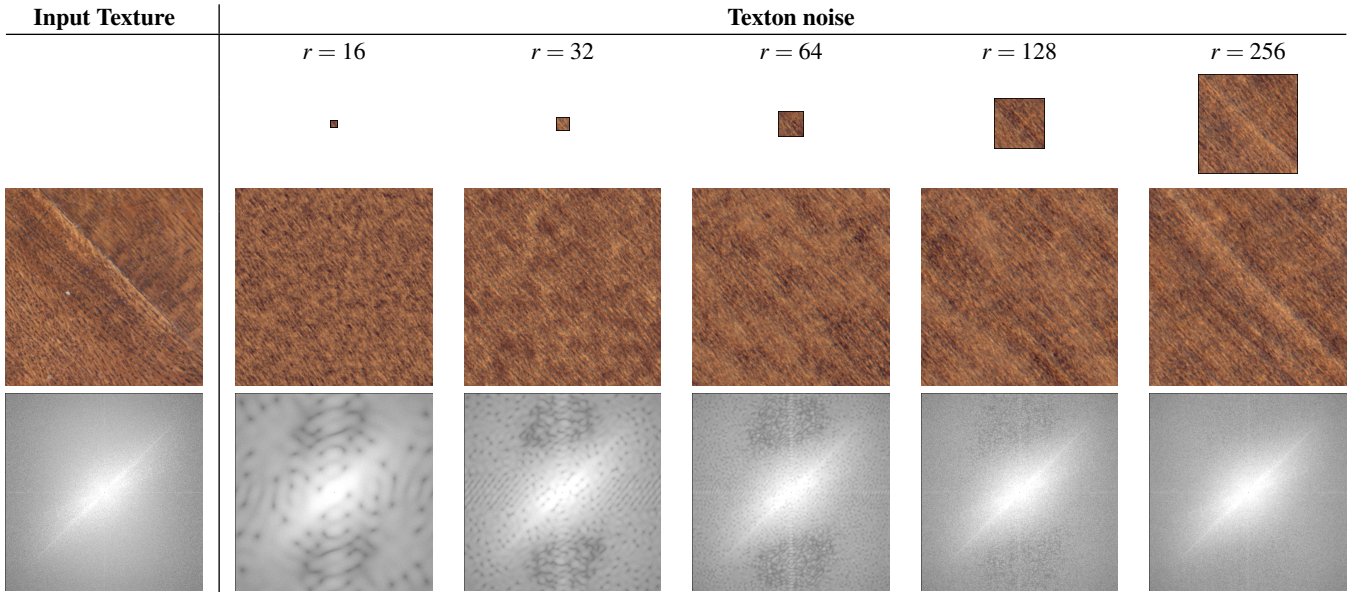 Input Texture Texton noise
r = 16 r = 32 r = 64 r = 128 r = 256